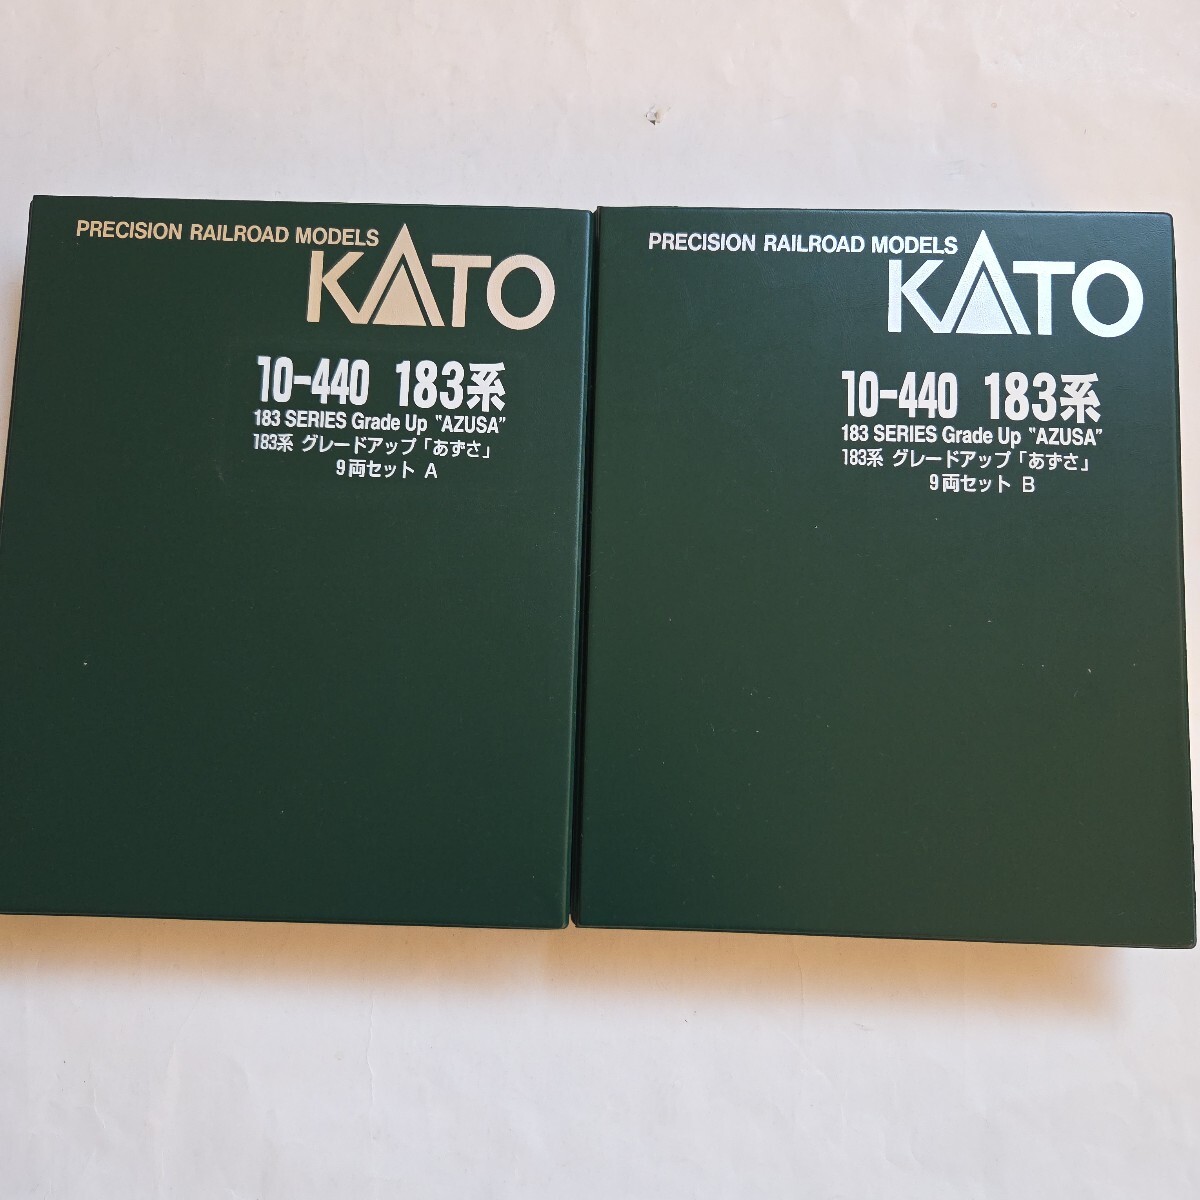 PRECISION RAILROAD MODELS
KATO
10-440 183系
183 SERIES Grade Up "AZUSA"
183系 グレードアップ「あずさ」
9両セット A
PRECISION RAILROAD MODELS
KATO
10-440 183系
183 SERIES Grade Up "AZUSA"
183系 グレードアップ「あずさ」
9両セット B